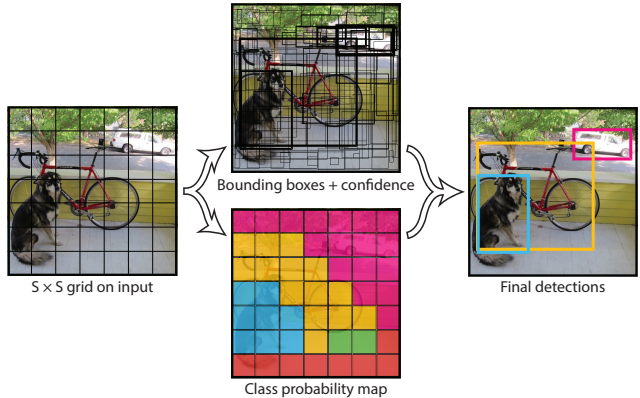 S × S grid on input
Bounding boxes + confidence
Class probability map
Final detections